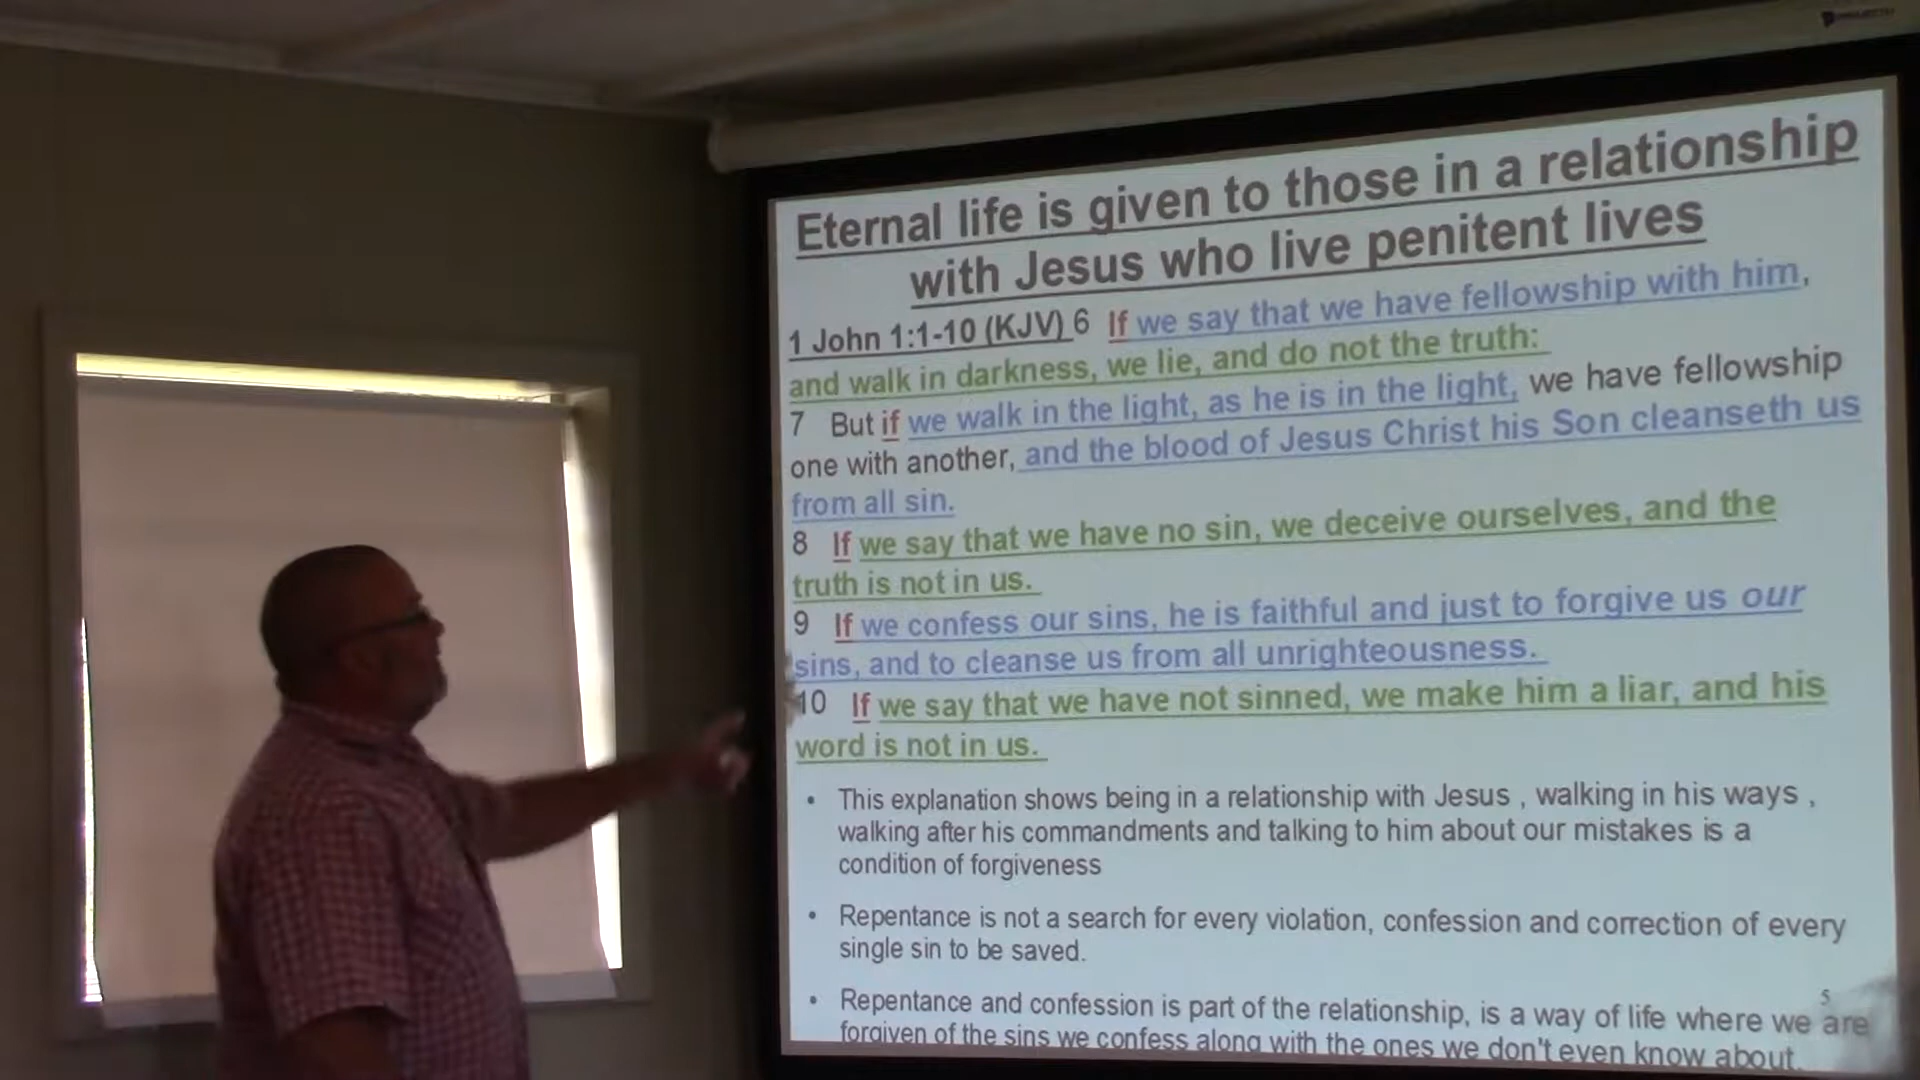 Eternal life is given to those in a relationship
with Jesus who live penitent lives
1 John 1:1-10 (KJV) 6 If we say that we have fellowship with him,
and walk in darkness, we lie, and do not the truth:
7 But if we walk in the light, as he is in the light, we have fellowship
one with another, and the blood of Jesus Christ his Son cleanseth us
from all sin.
8 If we say that we have no sin, we deceive ourselves, and the
truth is not in us.
9 If we confess our sins, he is faithful and just to forgive us our
sins, and to cleanse us from all unrighteousness.
10 If we say that we have not sinned, we make him a liar, and his
word is not in us.
• This explanation shows being in a relationship with Jesus , walking in his ways ,
walking after his commandments and talking to him about our mistakes is a
condition of forgiveness
• Repentance is not a search for every violation, confession and correction of every
single sin to be saved.
• Repentance and confession is part of the relationship, is a way of life where we are
forgiven of the sins we confess along with the ones we don't even know about.
5